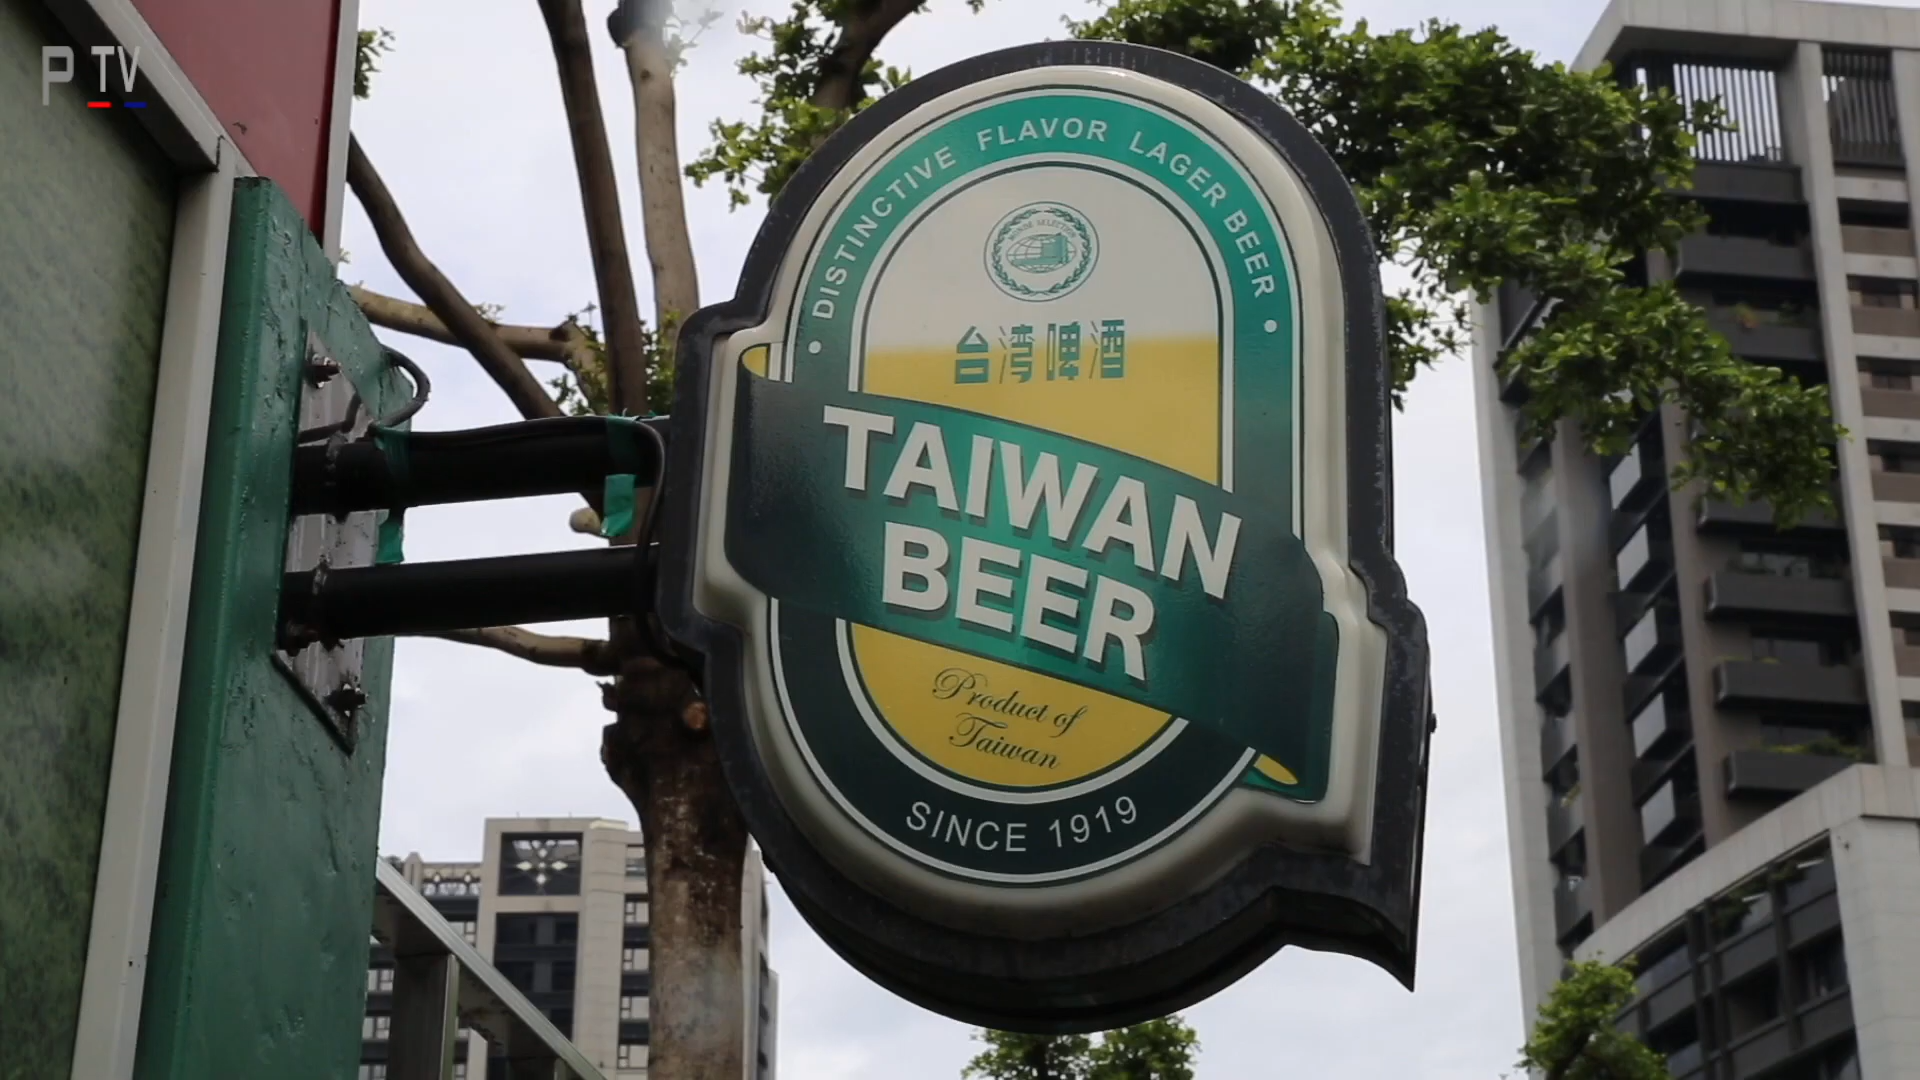 P TV
DISTINCTIVE FLAVOR LAGER BEER
台湾啤酒
TAIWAN
BEER
Product of
Taiwan
SINCE 1919